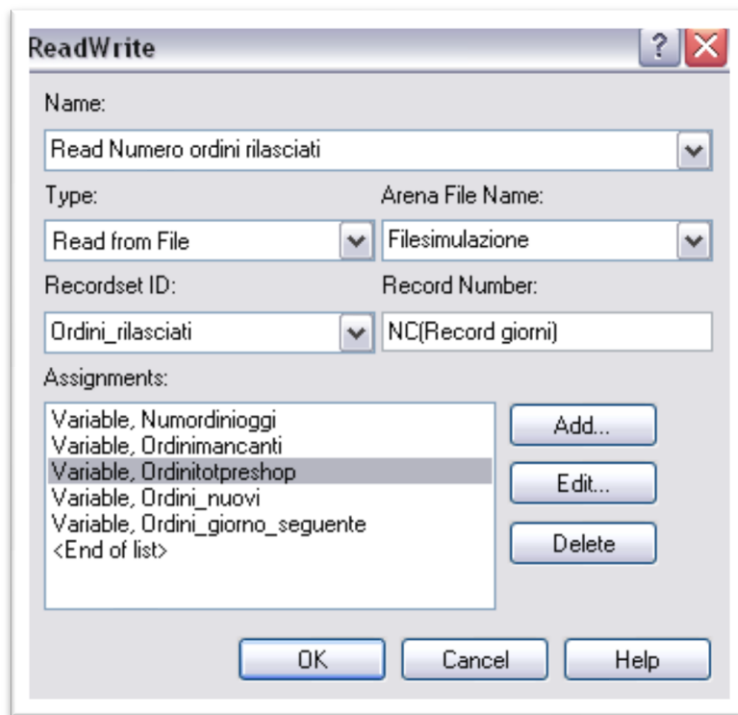 ReadWrite
?
Name:
Read Numero ordini rilasciati
Type: Arena File Name:
Read from File Filesimulazione
Recordset ID: Record Number:
Ordini_rilasciati NC(Record giorni)
Assignments:
Variable, Numordinioggi
Variable, Ordinimancanti
Variable, Ordinitotpreshop
Variable, Ordini_nuovi
Variable, Ordini_giorno_seguente
<End of list>
Add...
Edit...
Delete
OK Cancel Help